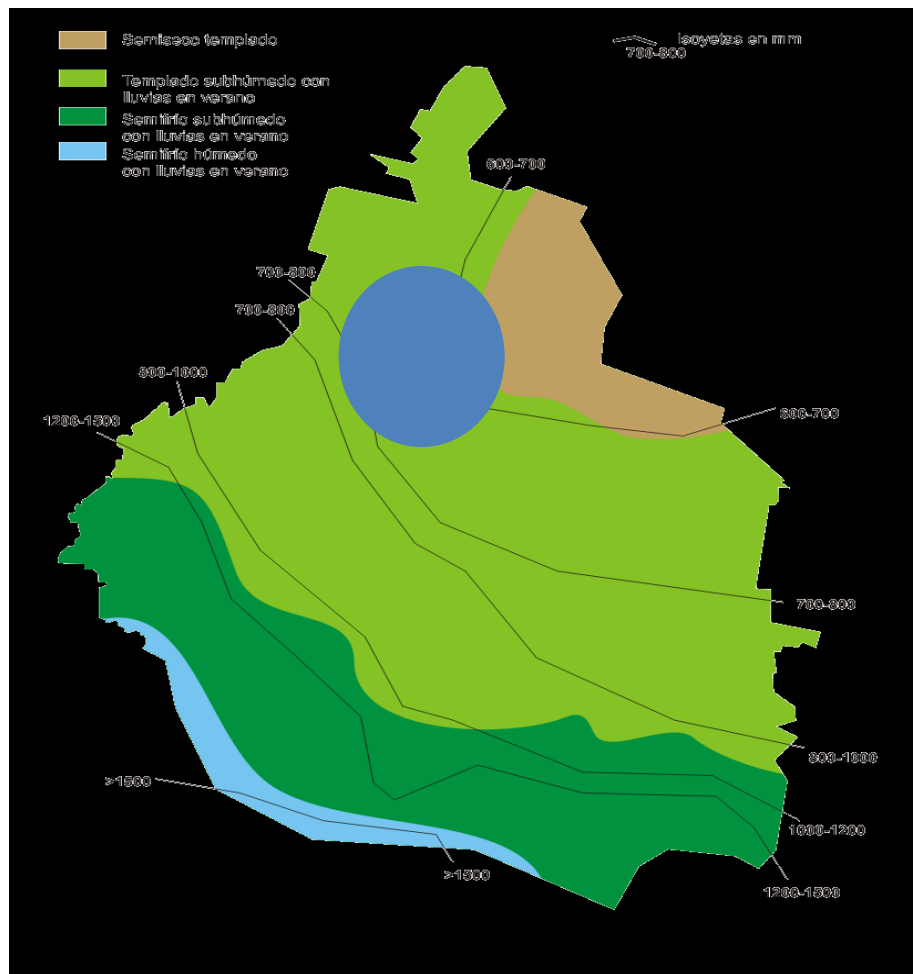 Semiseco templado
Isoyetas en mm
700-800
Templado subhúmedo con
lluvias en verano
Semifrío subhúmedo
con lluvias en verano
Semifrío húmedo
con lluvias en verano
600-700
700-800
700-800
800-1000
1200-1500
600-700
700-800
800-1000
>1500
1000-1200
>1500
1200-1500